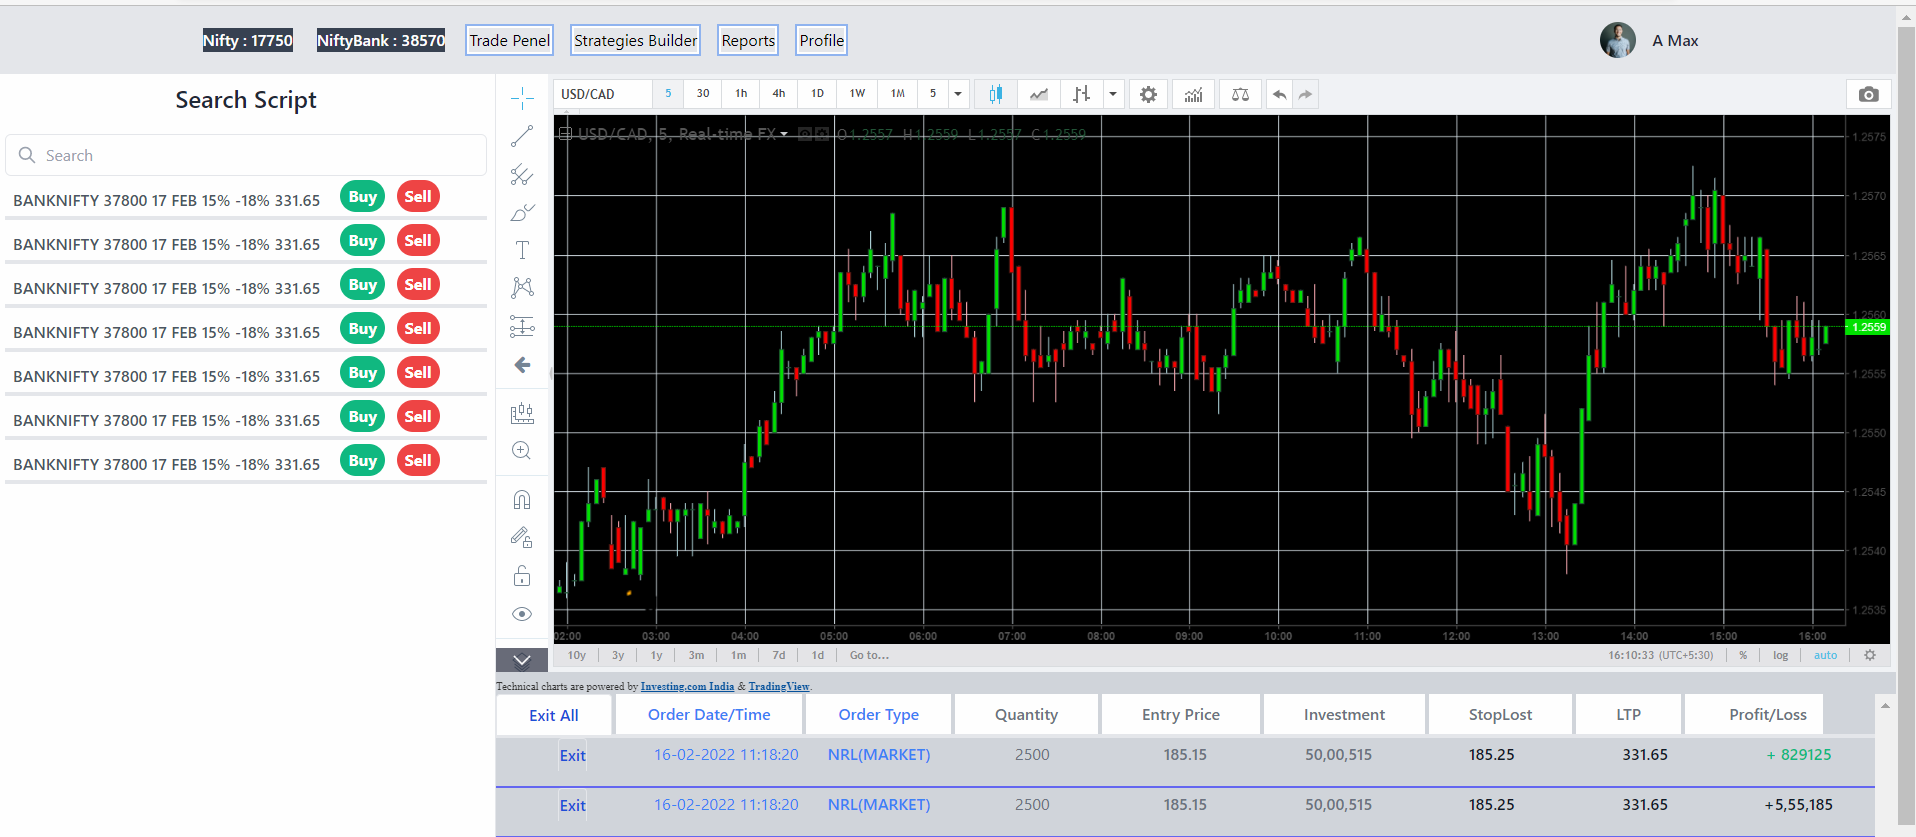 Nifty : 17750 NiftyBank : 38570 Trade Penel Strategies Builder Reports Profile A Max
Search Script
Search
BANKNIFTY 37800 17 FEB 15% -18% 331.65 Buy Sell
BANKNIFTY 37800 17 FEB 15% -18% 331.65 Buy Sell
BANKNIFTY 37800 17 FEB 15% -18% 331.65 Buy Sell
BANKNIFTY 37800 17 FEB 15% -18% 331.65 Buy Sell
BANKNIFTY 37800 17 FEB 15% -18% 331.65 Buy Sell
BANKNIFTY 37800 17 FEB 15% -18% 331.65 Buy Sell
BANKNIFTY 37800 17 FEB 15% -18% 331.65 Buy Sell
USD/CAD 5 30 1h 4h 1D 1W 1M 5
USD/CAD, 5, Real-time FX O1.2557 H1.2559 L1.2557 C1.2559
1.2575
1.2570
1.2565
1.2560
1.2559
1.2555
1.2550
1.2545
1.2540
1.2535
02:00 03:00 04:00 05:00 06:00 07:00 08:00 09:00 10:00 11:00 12:00 13:00 14:00 15:00 16:00
10y 3y 1y 3m 1m 7d 1d Go to... 16:10:33 (UTC+5:30) % log auto
Technical charts are powered by Investing.com India & TradingView.
Exit All Order Date/Time Order Type Quantity Entry Price Investment StopLost LTP Profit/Loss
Exit 16-02-2022 11:18:20 NRL(MARKET) 2500 185.15 50,00,515 185.25 331.65 + 829125
Exit 16-02-2022 11:18:20 NRL(MARKET) 2500 185.15 50,00,515 185.25 331.65 +5,55,185